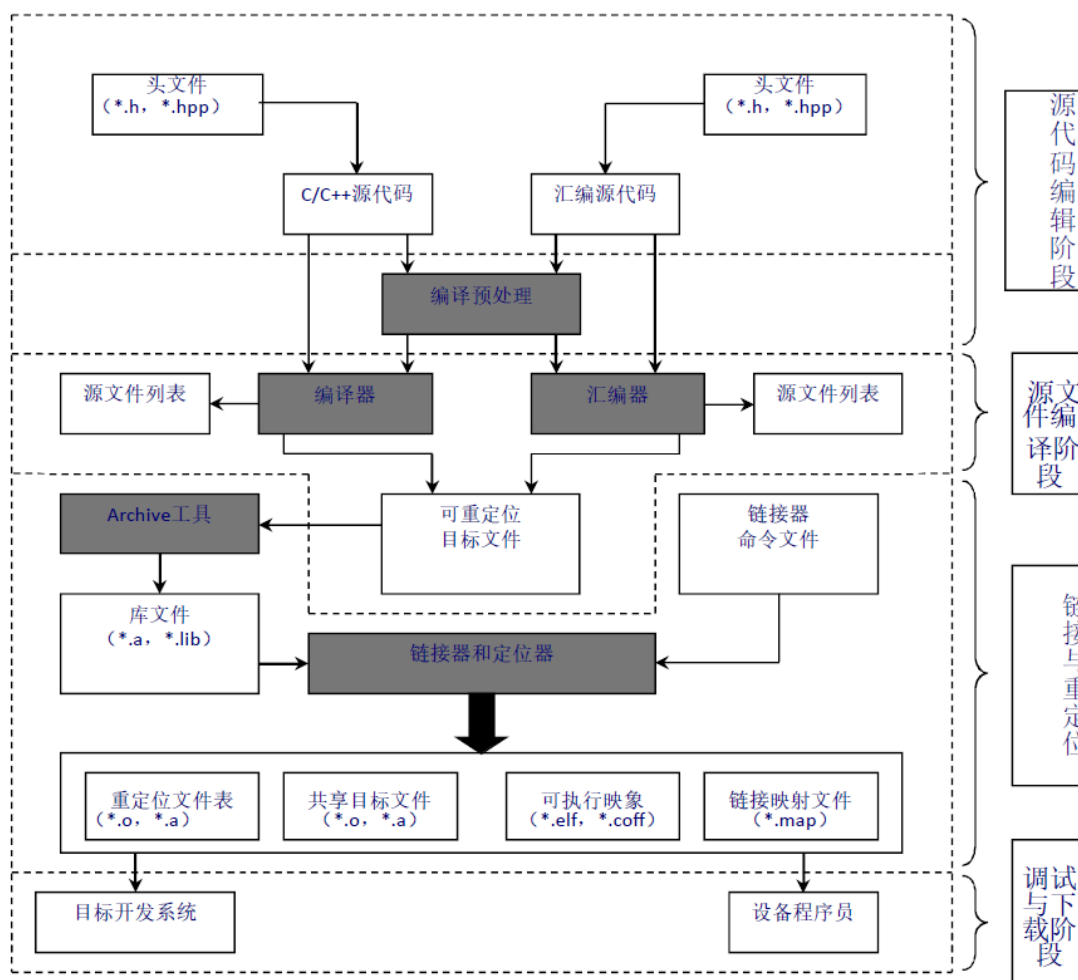 头文件
（*.h，*.hpp）
头文件
（*.h，*.hpp）
C/C++源代码
汇编源代码
编译预处理
源文件列表
编译器
汇编器
源文件列表
Archive工具
可重定位
目标文件
链接器
命令文件
库文件
（*.a，*.lib）
链接器和定位器
重定位文件表
（*.o，*.a）
共享目标文件
（*.o，*.a）
可执行映象
（*.elf，*.coff）
链接映射文件
（*.map）
目标开发系统
设备程序员
源
代
码
编
辑
阶
段
源文
件编
译阶
段
链
接
与
重
定
位
调试
与下
载阶
段